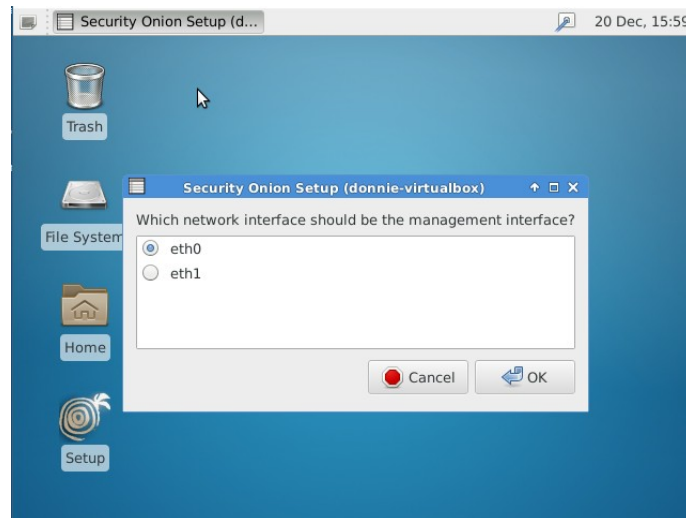 Security Onion Setup (d...
20 Dec, 15:59
Trash
Security Onion Setup (donnie-virtualbox)
Which network interface should be the management interface?
File System
eth0
eth1
Home
Cancel
OK
Setup